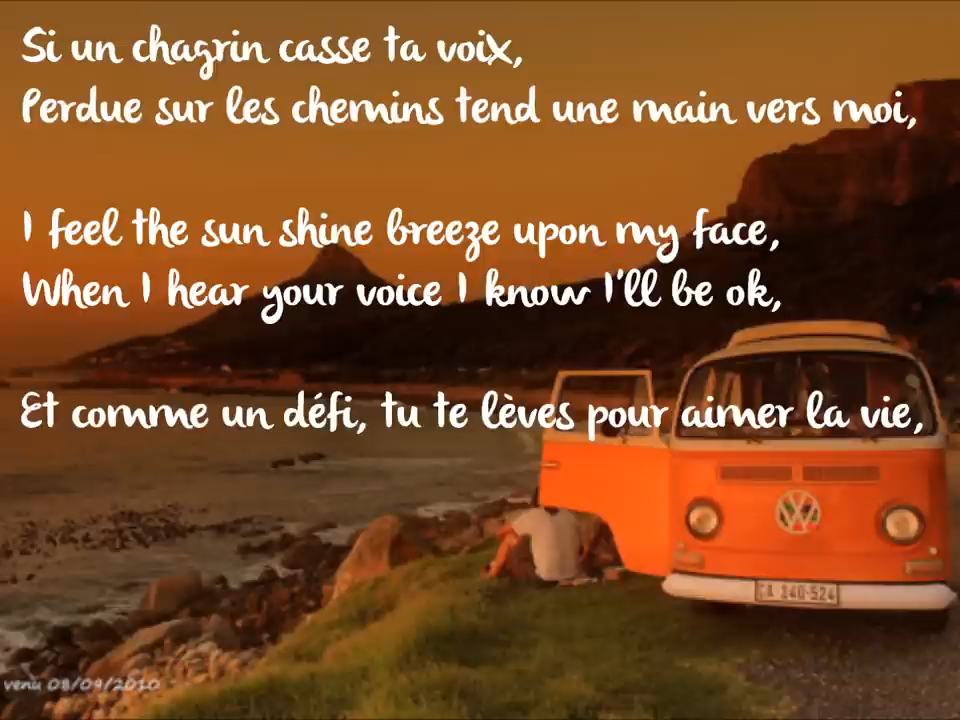 Si un chagrin casse ta voix,
Perdue sur les chemins tend une main vers moi,
I feel the sun shine breeze upon my face,
When I hear your voice I know I'll be ok,
Et comme un défi, tu te lèves pour aimer la vie,
CA 240-524
venu 08/09/2010